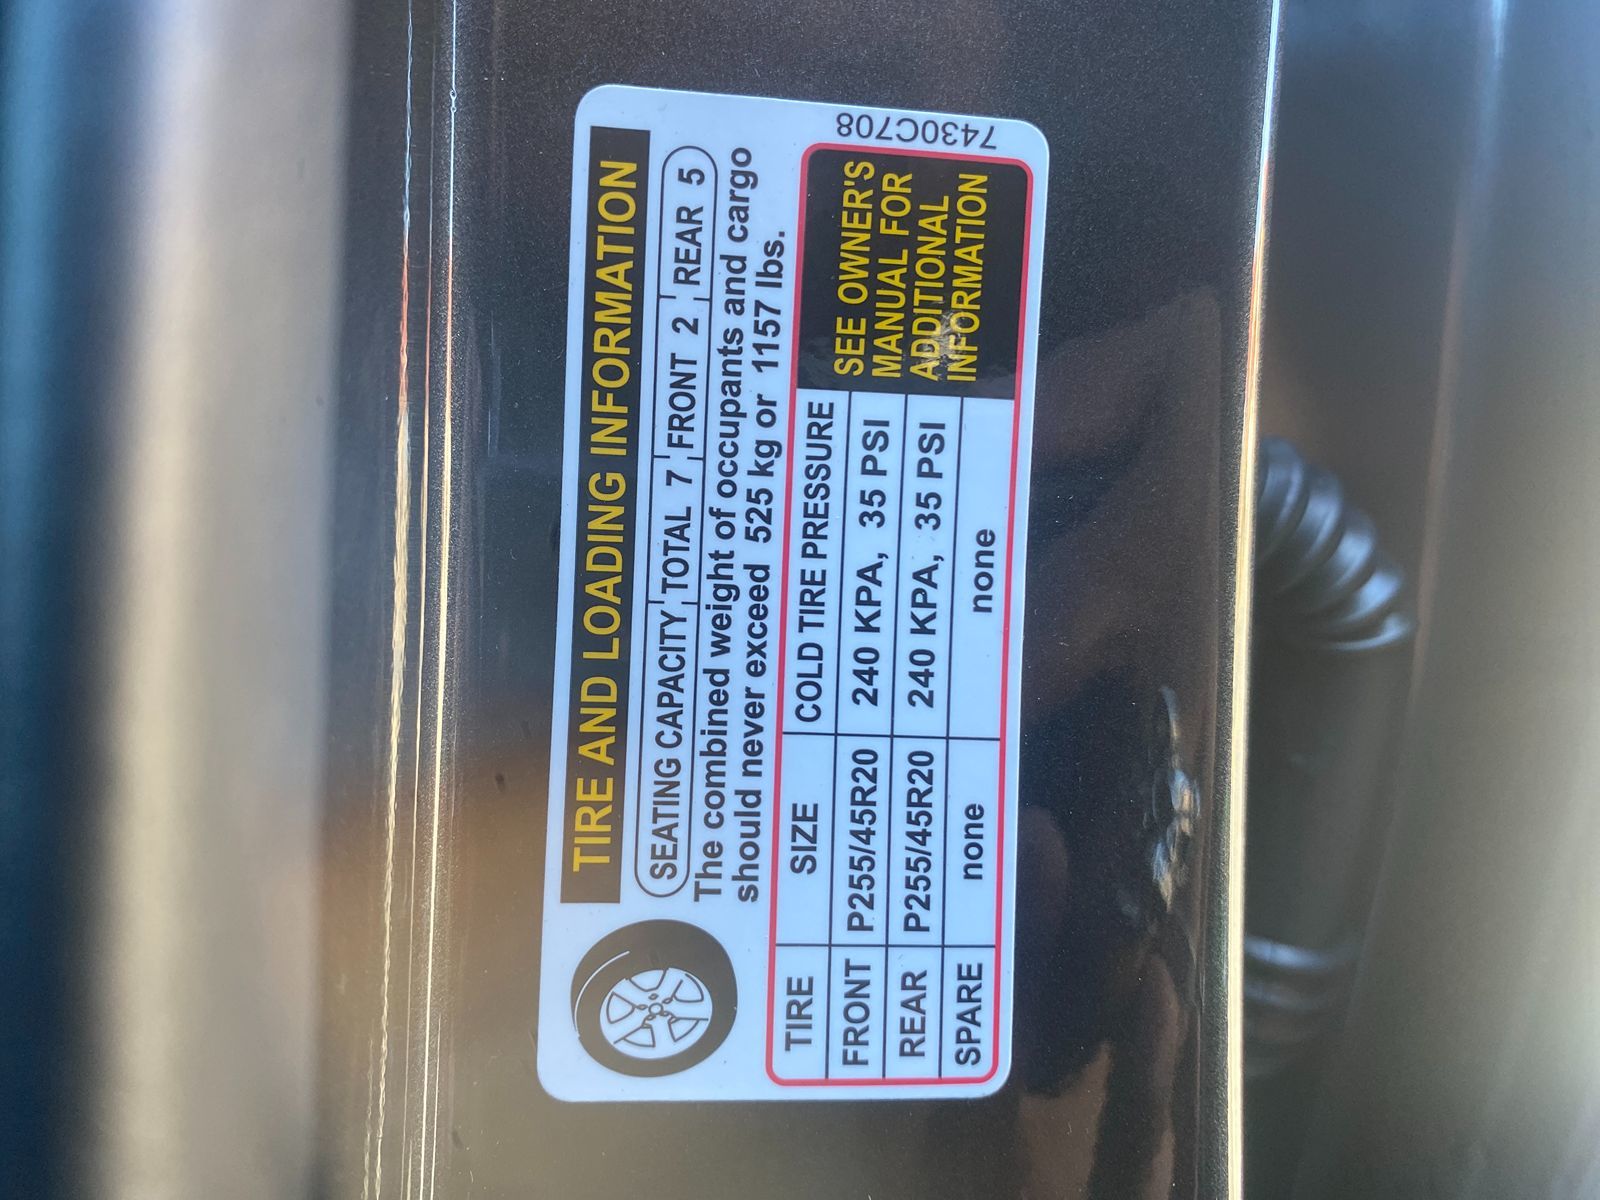 TIRE AND LOADING INFORMATION
SEATING CAPACITY TOTAL 7 FRONT 2 REAR 5
The combined weight of occupants and cargo
should never exceed 525 kg or 1157 lbs.
TIRE SIZE COLD TIRE PRESSURE
FRONT P255/45R20 240 KPA, 35 PSI
REAR P255/45R20 240 KPA, 35 PSI
SPARE none none
SEE OWNER'S
MANUAL FOR
ADDITIONAL
INFORMATION
7430C708